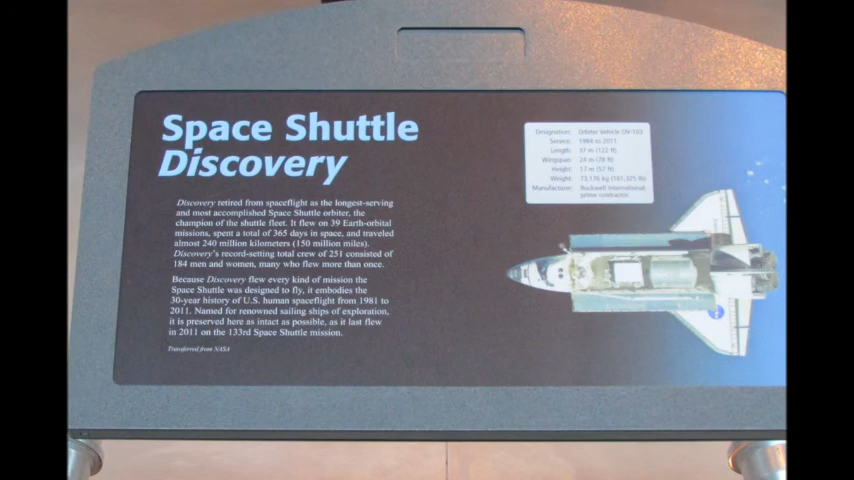 Space Shuttle
Discovery
Discovery retired from spaceflight as the longest-serving
and most accomplished Space Shuttle orbiter, the
champion of the shuttle fleet. It flew on 39 Earth-orbital
missions, spent a total of 365 days in space, and traveled
almost 240 million kilometers (150 million miles).
Discovery's record-setting total crew of 251 consisted of
184 men and women, many who flew more than once.
Because Discovery flew every kind of mission the
Space Shuttle was designed to fly, it embodies the
30-year history of U.S. human spaceflight from 1981 to
2011. Named for renowned sailing ships of exploration,
it is preserved here as intact as possible, as it last flew
in 2011 on the 133rd Space Shuttle mission.
Transferred from NASA
Designation: Orbiter Vehicle OV-103
Service: 1984 to 2011
Length: 37 m (122 ft)
Wingspan: 24 m (78 ft)
Height: 17 m (57 ft)
Weight: 73,176 kg (161,325 lb)
Manufacturer: Rockwell International,
prime contractor